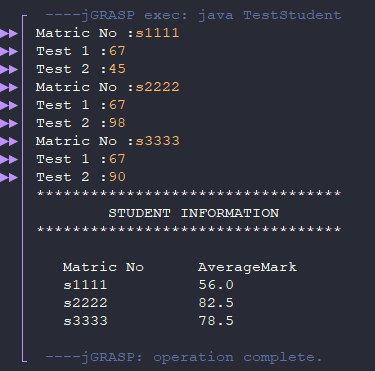 ----jGRASP exec: java TestStudent
Matric No :s1111
Test 1 :67
Test 2 :45
Matric No :s2222
Test 1 :67
Test 2 :98
Matric No :s3333
Test 1 :67
Test 2 :90
**********************************
STUDENT INFORMATION
**********************************
Matric No AverageMark
s1111 56.0
s2222 82.5
s3333 78.5
----jGRASP: operation complete.